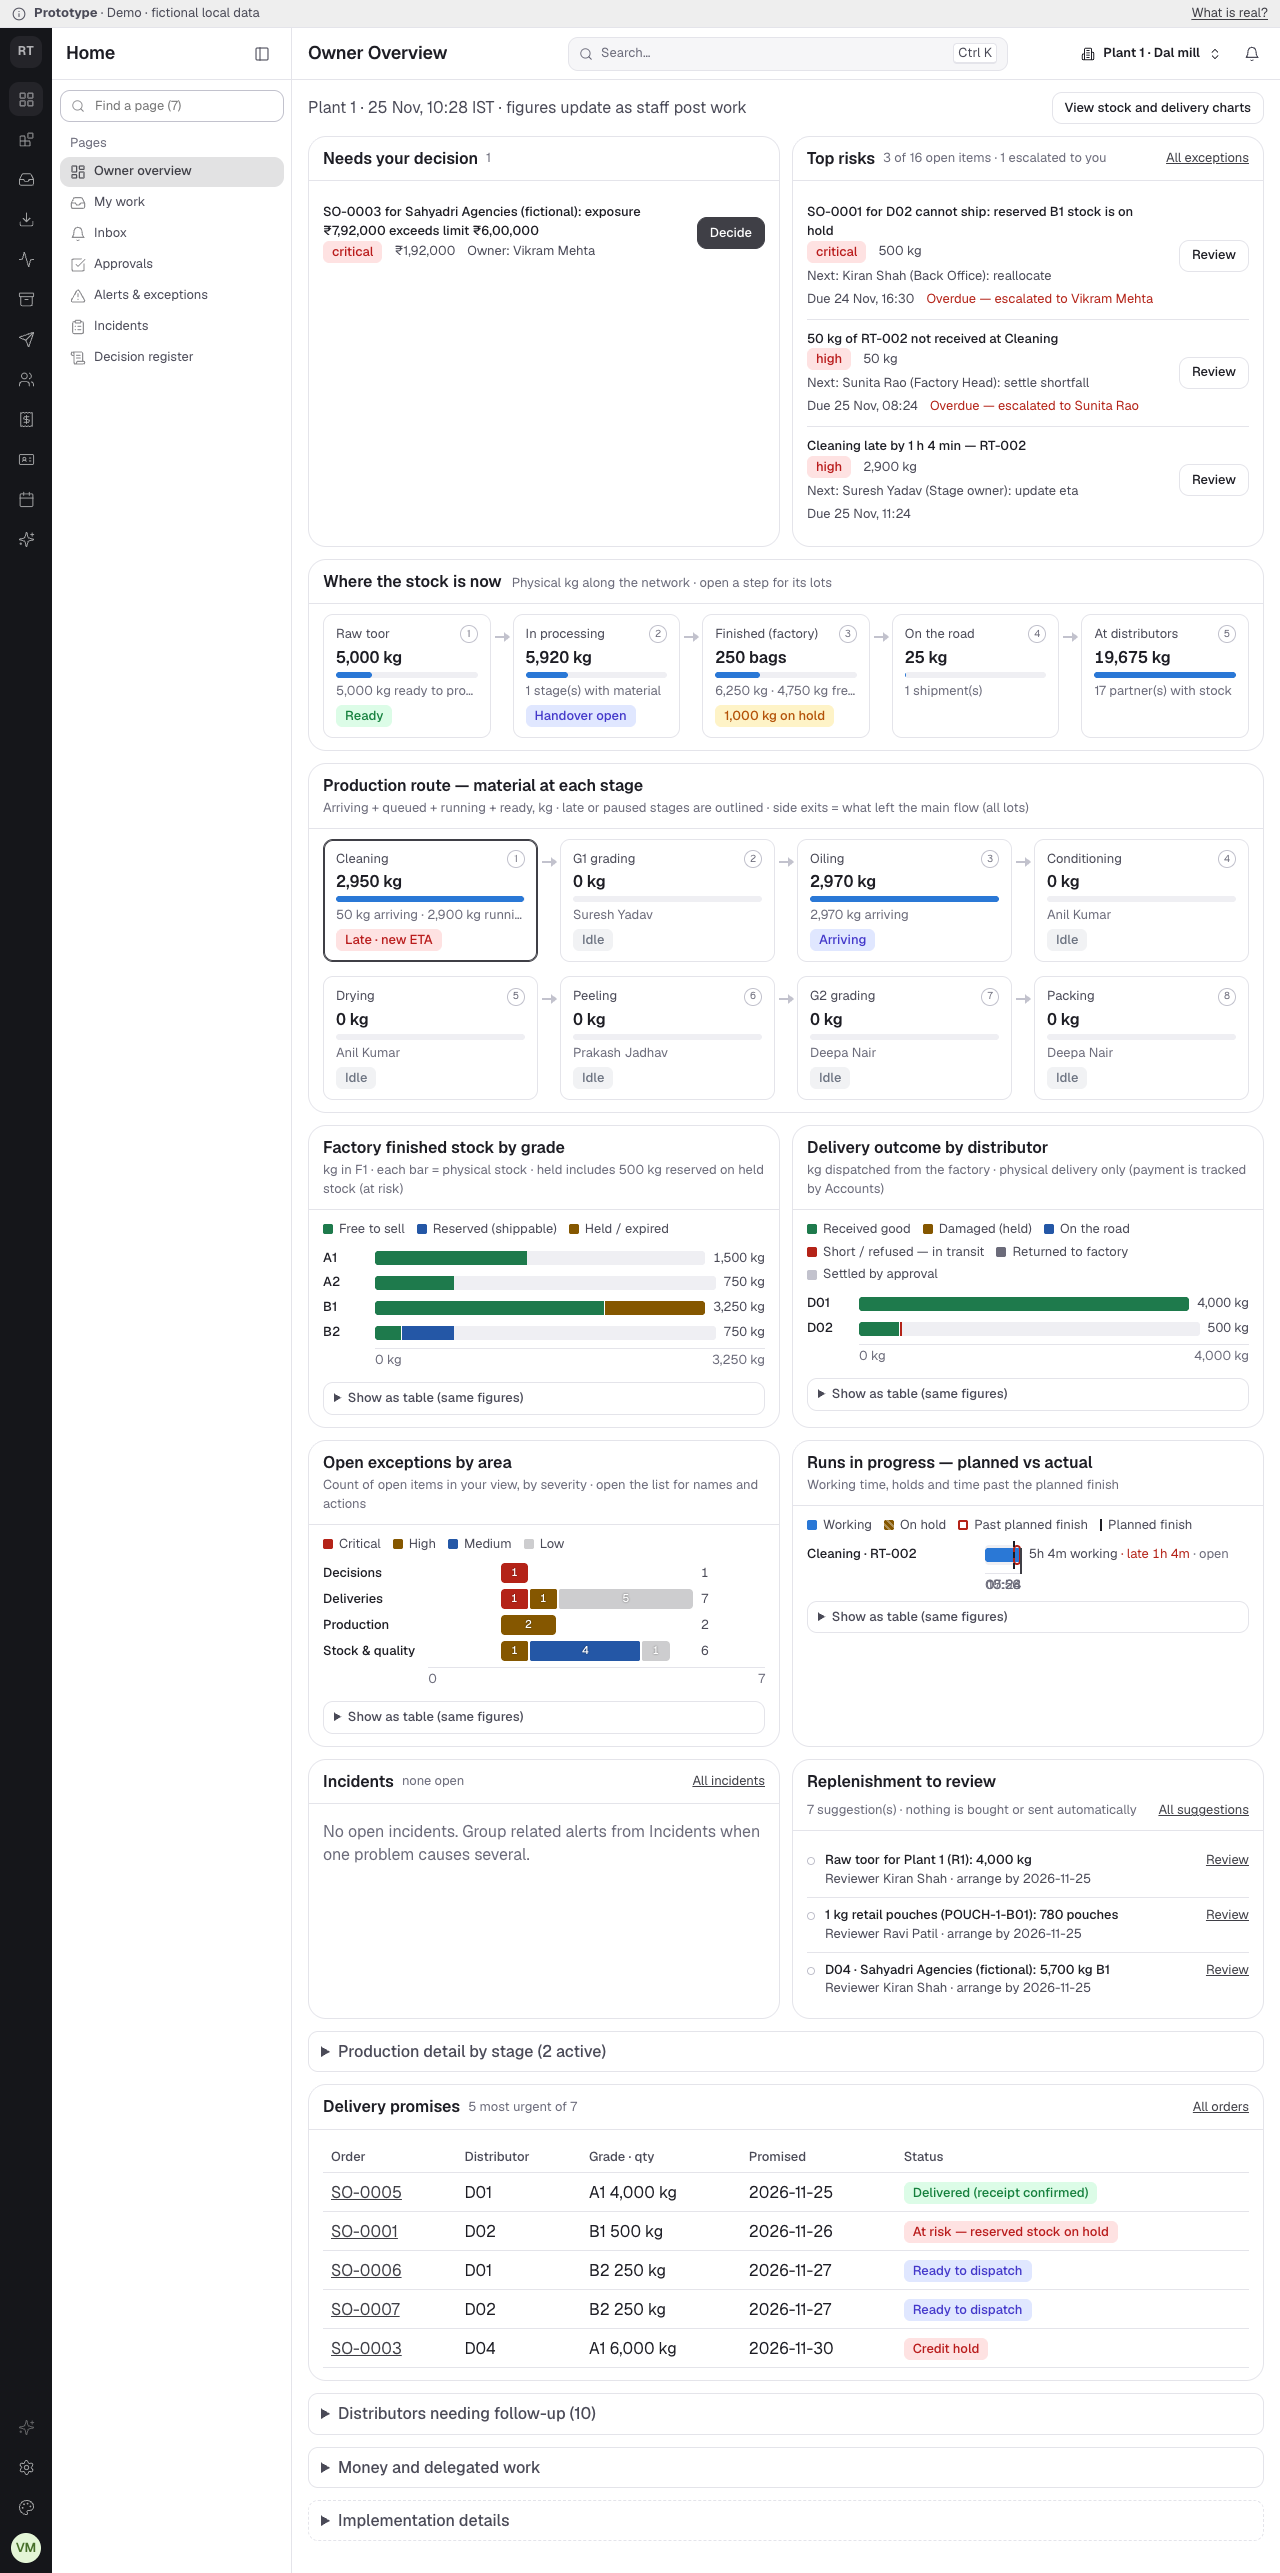 Prototype · Demo · fictional local data
What is real?
RT
Home
Owner Overview
Search...
Ctrl K
Plant 1 · Dal mill
Find a page (7)
Pages
Owner overview
My work
Inbox
Approvals
Alerts & exceptions
Incidents
Decision register
Plant 1 · 25 Nov, 10:28 IST · figures update as staff post work
View stock and delivery charts
Needs your decision 1
SO-0003 for Sahyadri Agencies (fictional): exposure
₹7,92,000 exceeds limit ₹6,00,000
critical ₹1,92,000 Owner: Vikram Mehta
Decide
Top risks 3 of 16 open items · 1 escalated to you
All exceptions
SO-0001 for D02 cannot ship: reserved B1 stock is on
hold
critical 500 kg
Next: Kiran Shah (Back Office): reallocate
Due 24 Nov, 16:30 Overdue — escalated to Vikram Mehta
Review
50 kg of RT-002 not received at Cleaning
high 50 kg
Next: Sunita Rao (Factory Head): settle shortfall
Due 25 Nov, 08:24 Overdue — escalated to Sunita Rao
Review
Cleaning late by 1 h 4 min — RT-002
high 2,900 kg
Next: Suresh Yadav (Stage owner): update eta
Due 25 Nov, 11:24
Review
Where the stock is now Physical kg along the network · open a step for its lots
Raw toor 1
5,000 kg
5,000 kg ready to pro...
Ready
In processing 2
5,920 kg
1 stage(s) with material
Handover open
Finished (factory) 3
250 bags
6,250 kg · 4,750 kg fre...
1,000 kg on hold
On the road 4
25 kg
1 shipment(s)
At distributors 5
19,675 kg
17 partner(s) with stock
Production route — material at each stage
Arriving + queued + running + ready, kg · late or paused stages are outlined · side exits = what left the main flow (all lots)
Cleaning 1
2,950 kg
50 kg arriving · 2,900 kg runni...
Late · new ETA
G1 grading 2
0 kg
Suresh Yadav
Idle
Oiling 3
2,970 kg
2,970 kg arriving
Arriving
Conditioning 4
0 kg
Anil Kumar
Idle
Drying 5
0 kg
Anil Kumar
Idle
Peeling 6
0 kg
Prakash Jadhav
Idle
G2 grading 7
0 kg
Deepa Nair
Idle
Packing 8
0 kg
Deepa Nair
Idle
Factory finished stock by grade
kg in F1 · each bar = physical stock · held includes 500 kg reserved on held
stock (at risk)
Free to sell Reserved (shippable) Held / expired
A1 1,500 kg
A2 750 kg
B1 3,250 kg
B2 750 kg
0 kg 3,250 kg
Show as table (same figures)
Delivery outcome by distributor
kg dispatched from the factory · physical delivery only (payment is tracked
by Accounts)
Received good Damaged (held) On the road
Short / refused — in transit Returned to factory
Settled by approval
D01 4,000 kg
D02 500 kg
0 kg 4,000 kg
Show as table (same figures)
Open exceptions by area
Count of open items in your view, by severity · open the list for names and
actions
Critical High Medium Low
Decisions 1 1
Deliveries 1 1 5 7
Production 2 2
Stock & quality 1 4 1 6
0 7
Show as table (same figures)
Runs in progress — planned vs actual
Working time, holds and time past the planned finish
Working On hold Past planned finish Planned finish
Cleaning · RT-002 5h 4m working · late 1h 4m · open
Show as table (same figures)
Incidents none open
All incidents
No open incidents. Group related alerts from Incidents when
one problem causes several.
Replenishment to review
7 suggestion(s) · nothing is bought or sent automatically
All suggestions
Raw toor for Plant 1 (R1): 4,000 kg
Reviewer Kiran Shah · arrange by 2026-11-25
Review
1 kg retail pouches (POUCH-1-B01): 780 pouches
Reviewer Ravi Patil · arrange by 2026-11-25
Review
D04 · Sahyadri Agencies (fictional): 5,700 kg B1
Reviewer Kiran Shah · arrange by 2026-11-25
Review
Production detail by stage (2 active)
Delivery promises 5 most urgent of 7
All orders
Order Distributor Grade · qty Promised Status
SO-0005 D01 A1 4,000 kg 2026-11-25 Delivered (receipt confirmed)
SO-0001 D02 B1 500 kg 2026-11-26 At risk — reserved stock on hold
SO-0006 D01 B2 250 kg 2026-11-27 Ready to dispatch
SO-0007 D02 B2 250 kg 2026-11-27 Ready to dispatch
SO-0003 D04 A1 6,000 kg 2026-11-30 Credit hold
Distributors needing follow-up (10)
Money and delegated work
Implementation details
VM